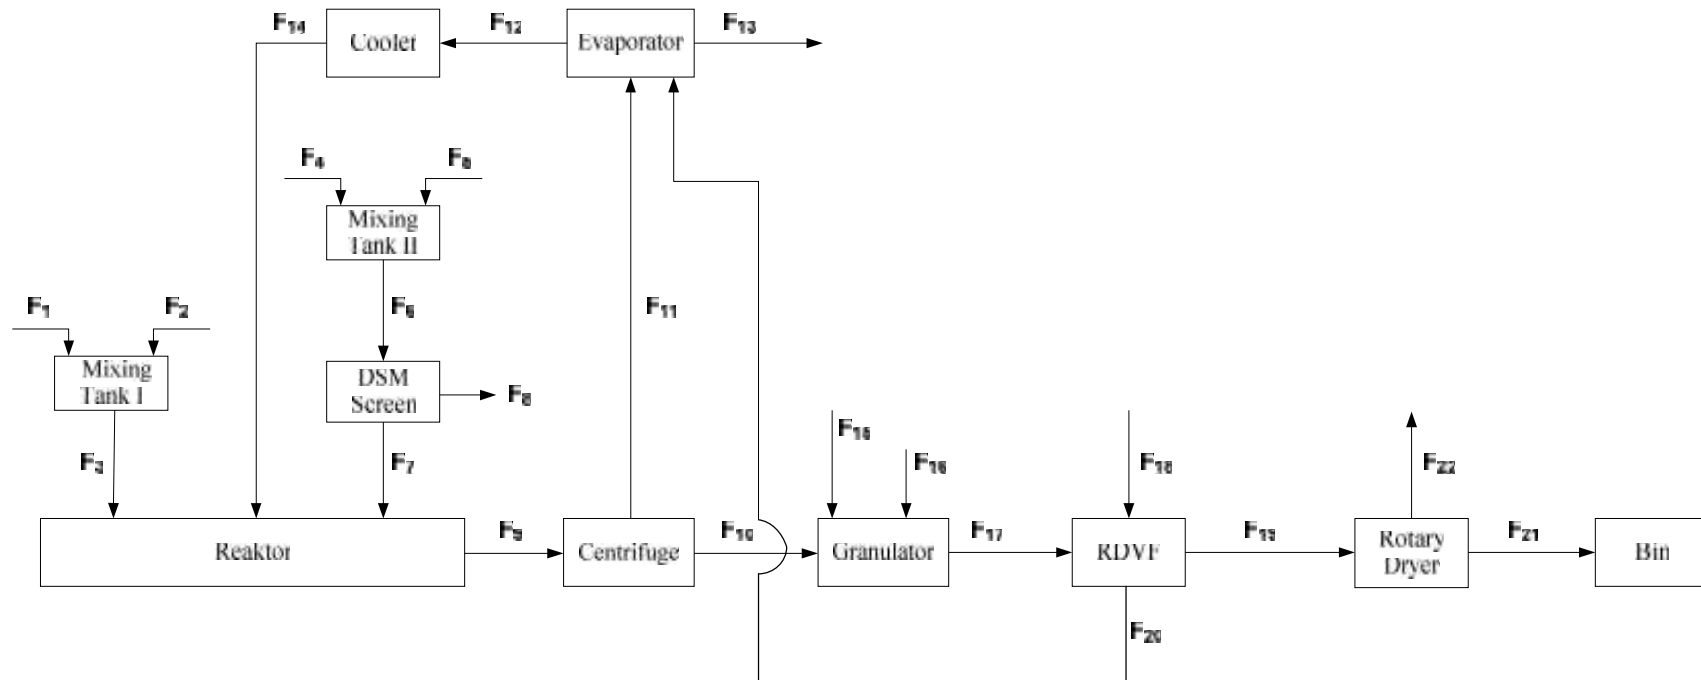 F14
Cooler
F12
Evaporator
F13
F4
F5
Mixing
Tank II
F1
F2
F6
F11
Mixing
Tank I
DSM
Screen
F8
F3
F7
F15
F16
F18
F22
Reaktor
F9
Centrifuge
F10
Granulator
F17
RDVF
F19
Rotary
Dryer
F21
Bin
F20